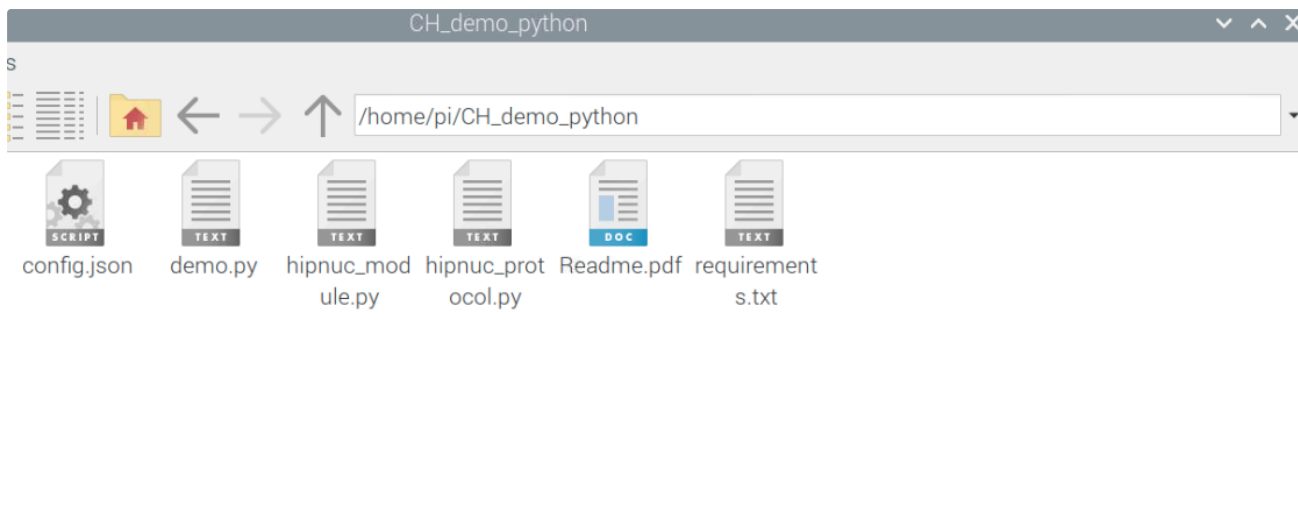 CH_demo_python
s
/home/pi/CH_demo_python
SCRIPT
TEXT
TEXT
TEXT
DOC
TEXT
config.json
demo.py
hipnuc_mod
ule.py
hipnuc_prot
ocol.py
Readme.pdf
requirement
s.txt